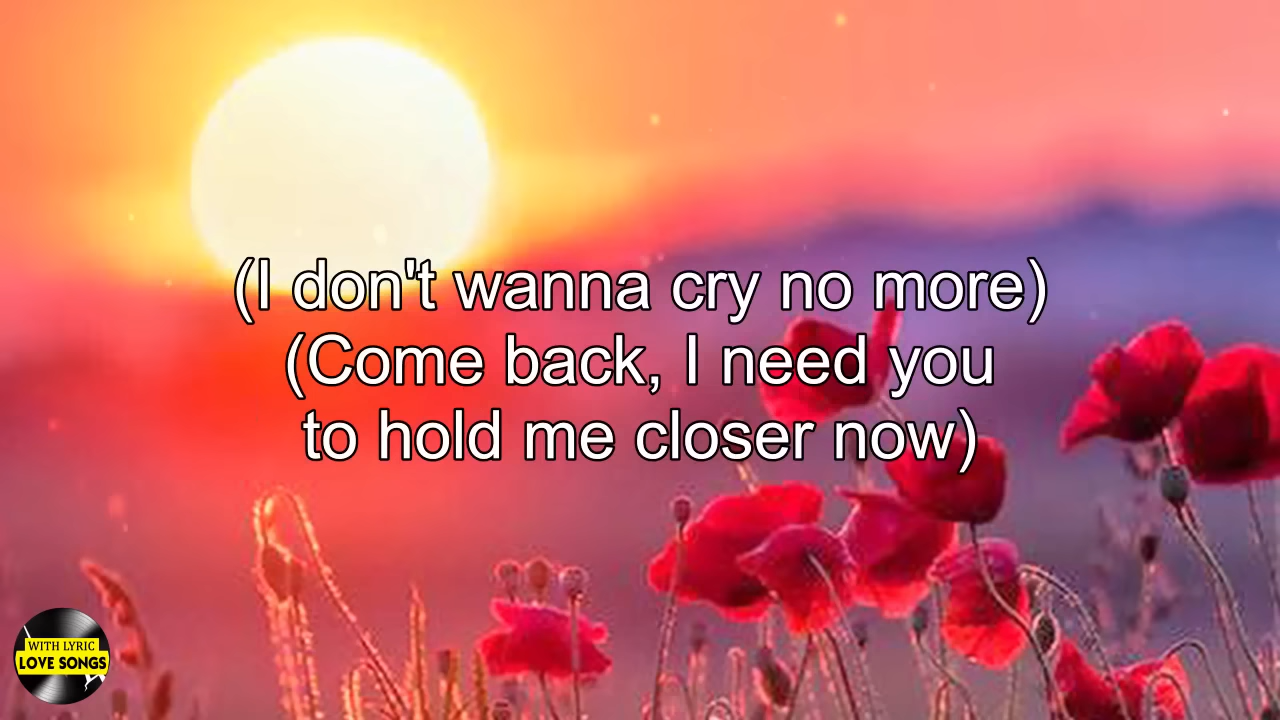 (I don't wanna cry no more)
(Come back, I need you
to hold me closer now)
WITH LYRIC
LOVE SONGS